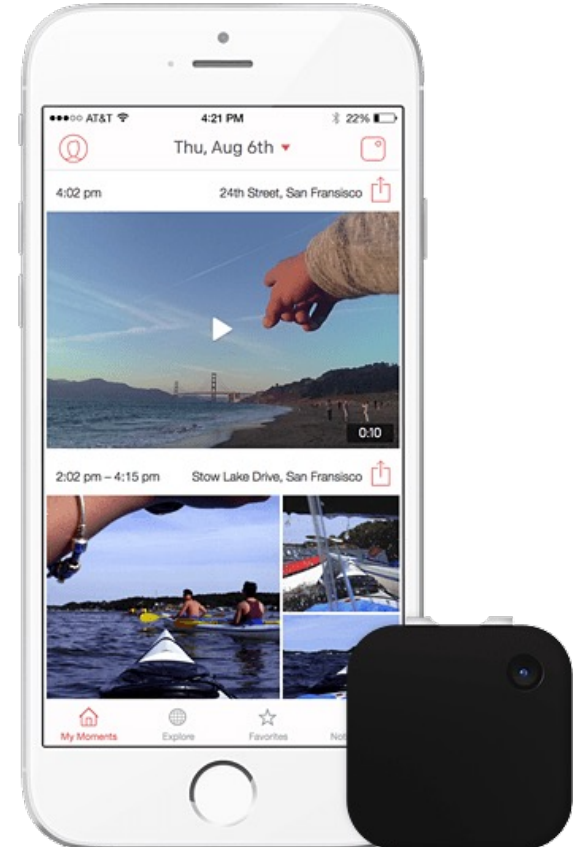 AT&T 4:21 PM 22%
Thu, Aug 6th
4:02 pm 24th Street, San Fransisco
0:10
2:02 pm – 4:15 pm Stow Lake Drive, San Fransisco
My Moments Explore Favorites Not